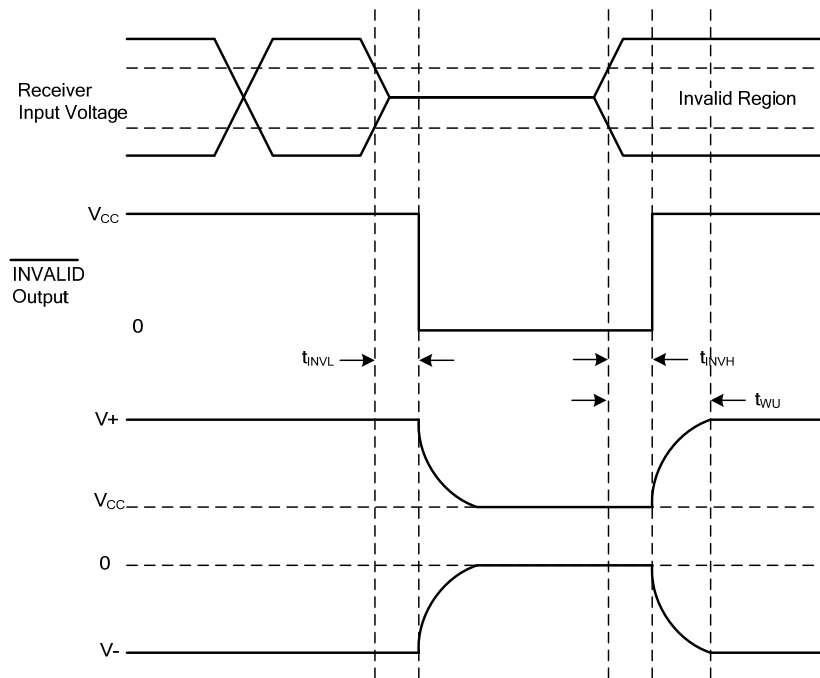 Receiver
Input Voltage
Invalid Region
VCC
INVALID
Output
0
tINVL
tINVH
tWU
V+
VCC
0
V-